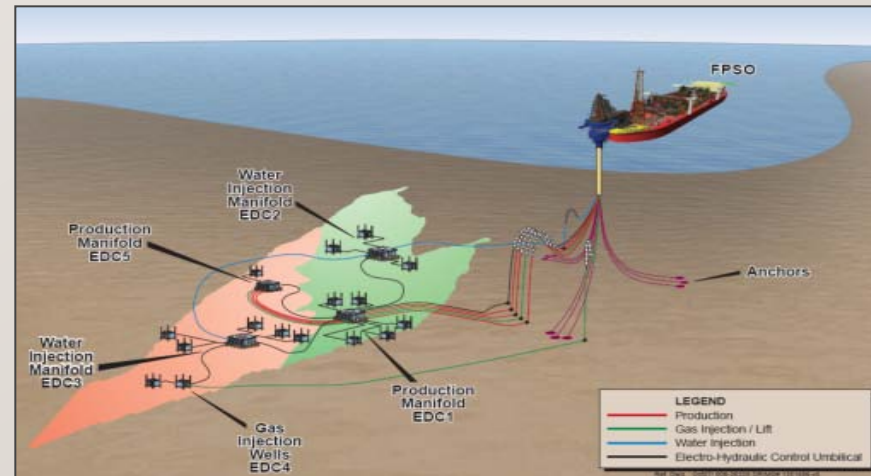 FPSO
Water
Injection
Manifold
EDC2
Production
Manifold
EDC5
Anchors
Water
Injection
Manifold
EDC3
Production
Manifold
EDC1
Gas
Injection
Wells
EDC4
LEGEND
Production
Gas Injection / Lift
Water Injection
Electro-Hydraulic Control Umbilical